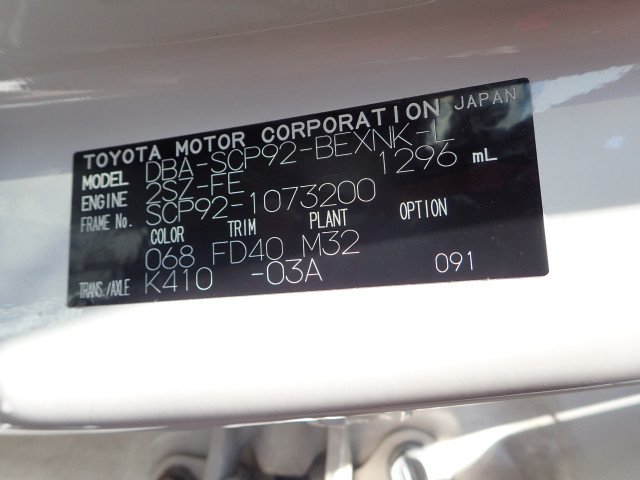 TOYOTA MOTOR CORPORATION JAPAN
MODEL DBA-SCP92-BEXNK-L
ENGINE 2SZ-FE 1296 mL
FRAME No. SCP92-1073200
COLOR TRIM PLANT OPTION
068 FD40 M32
TRANS./AXLE K410 -03A 091